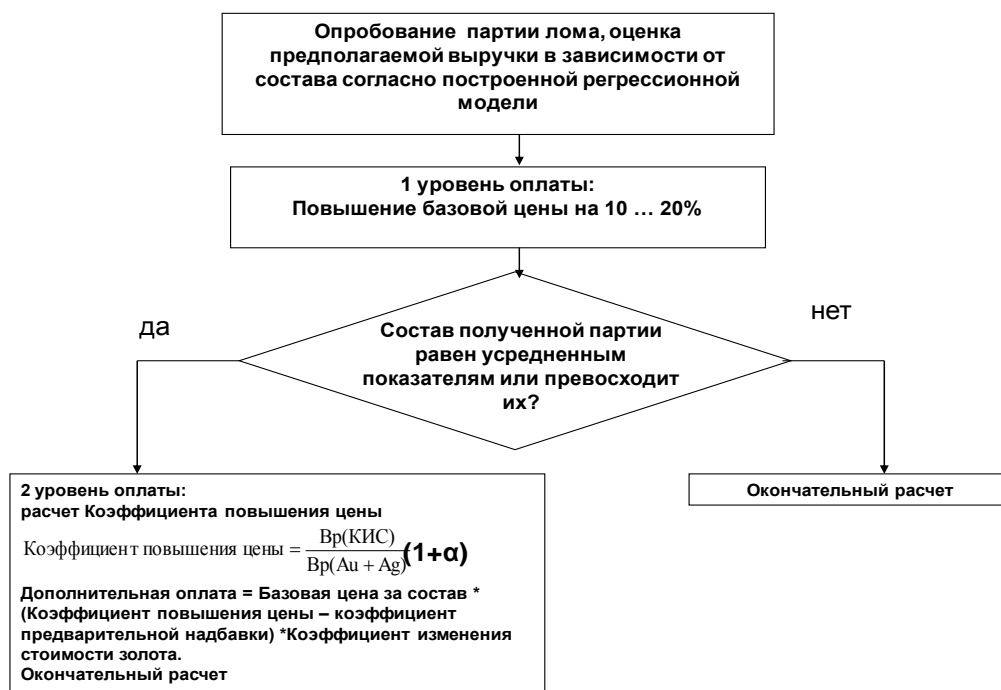 Опробование партии лома, оценка
предполагаемой выручки в зависимости от
состава согласно построенной регрессионной
модели
1 уровень оплаты:
Повышение базовой цены на 10 … 20%
да
нет
Состав полученной партии
равен усредненным
показателям или превосходит
их?
2 уровень оплаты:
расчет Коэффициента повышения цены
Коэффициент повышения цены = Вр(КИС) / Вр(Au + Ag) (1+α)
Дополнительная оплата = Базовая цена за состав *
(Коэффициент повышения цены – коэффициент
предварительной надбавки) *Коэффициент изменения
стоимости золота.
Окончательный расчет
Окончательный расчет